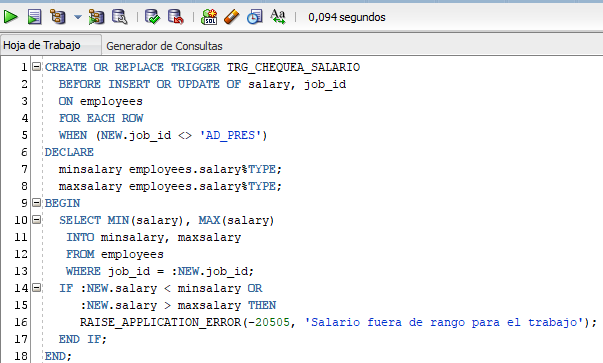 0,094 segundos
Hoja de Trabajo Generador de Consultas
1 CREATE OR REPLACE TRIGGER TRG_CHEQUEA_SALARIO
2 BEFORE INSERT OR UPDATE OF salary, job_id
3 ON employees
4 FOR EACH ROW
5 WHEN (NEW.job_id <> 'AD_PRES')
6 DECLARE
7 minsalary employees.salary%TYPE;
8 maxsalary employees.salary%TYPE;
9 BEGIN
10 SELECT MIN(salary), MAX(salary)
11 INTO minsalary, maxsalary
12 FROM employees
13 WHERE job_id = :NEW.job_id;
14 IF :NEW.salary < minsalary OR
15 :NEW.salary > maxsalary THEN
16 RAISE_APPLICATION_ERROR(-20505, 'Salario fuera de rango para el trabajo');
17 END IF;
18 END;